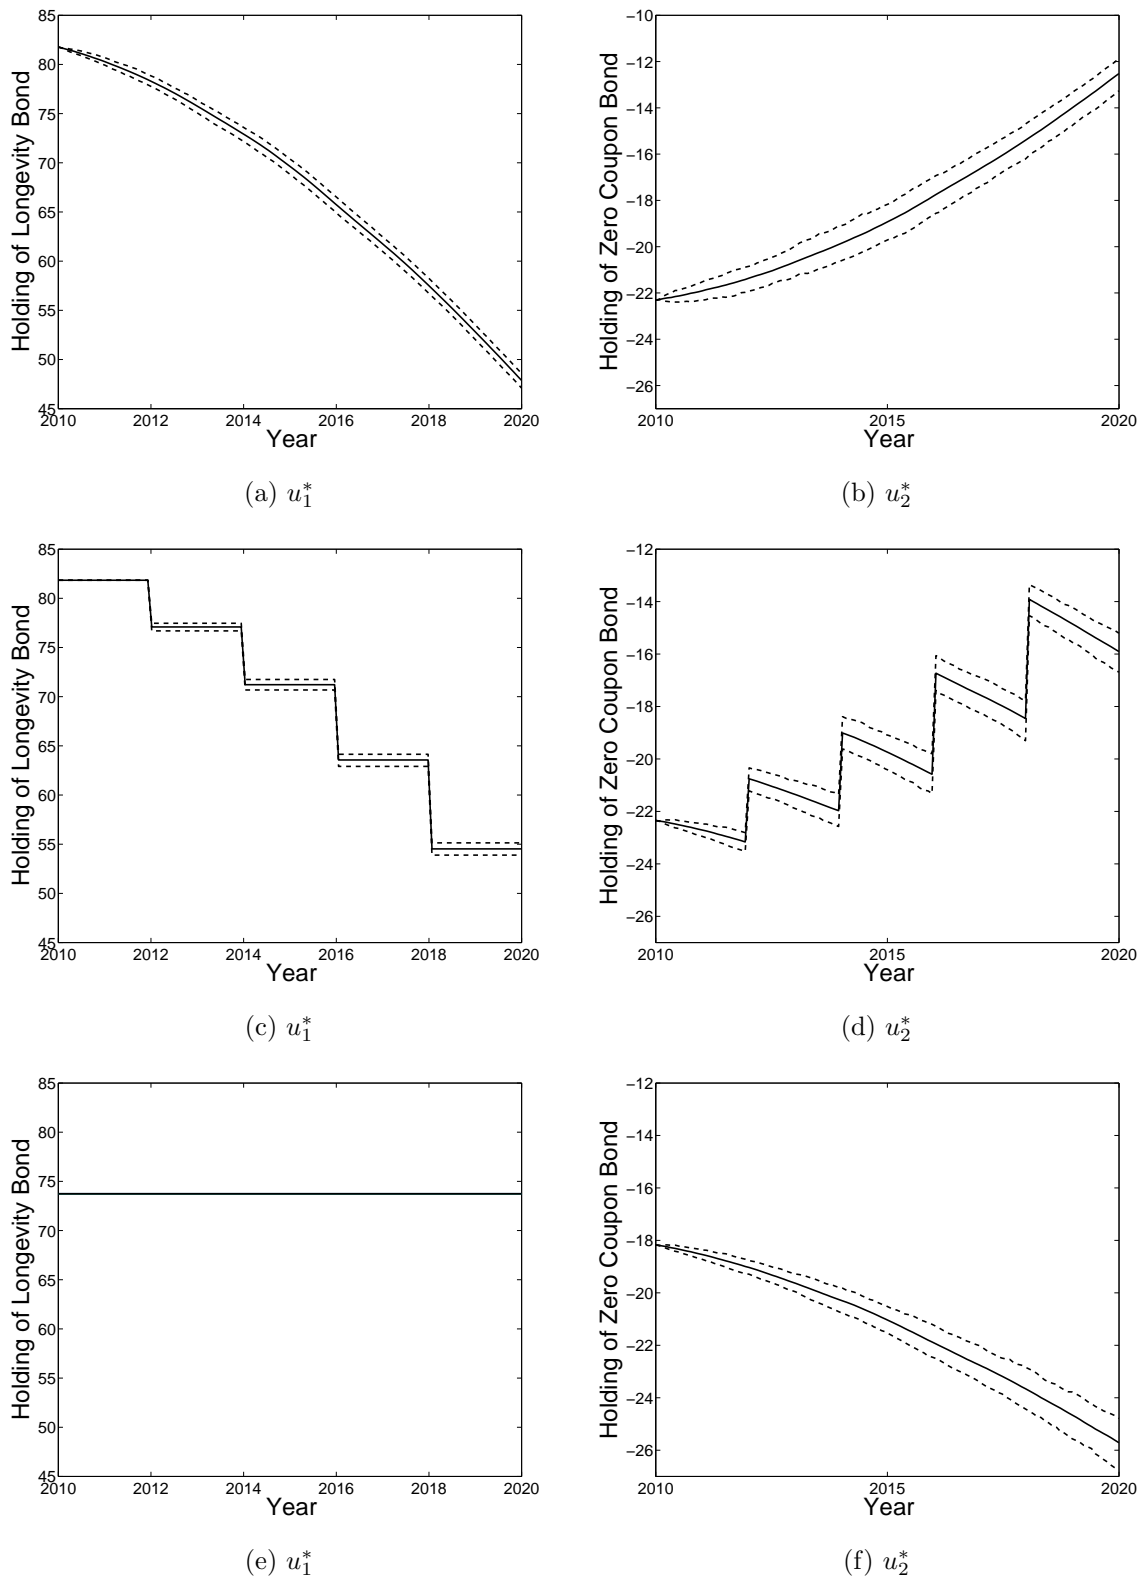 85
80
75
70
65
60
55
50
45
2010 2012 2014 2016 2018 2020
Year
Holding of Longevity Bond
(a) u₁*
−10
−12
−14
−16
−18
−20
−22
−24
−26
2010 2015 2020
Year
Holding of Zero Coupon Bond
(b) u₂*
85
80
75
70
65
60
55
50
45
2010 2012 2014 2016 2018 2020
Year
Holding of Longevity Bond
(c) u₁*
−12
−14
−16
−18
−20
−22
−24
−26
2010 2015 2020
Year
Holding of Zero Coupon Bond
(d) u₂*
85
80
75
70
65
60
55
50
45
2010 2012 2014 2016 2018 2020
Year
Holding of Longevity Bond
(e) u₁*
−12
−14
−16
−18
−20
−22
−24
−26
2010 2015 2020
Year
Holding of Zero Coupon Bond
(f) u₂*